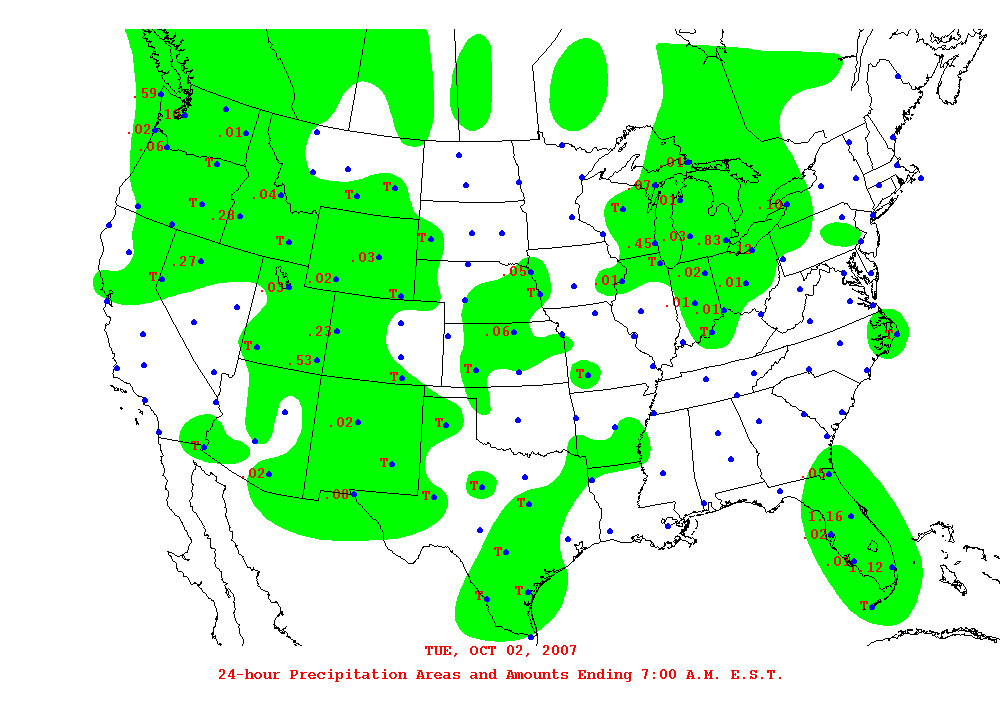 .59
.02
.06
.01
T
.01
.04
T
T
.07
.01
T
.28
T
.10
T
T
.45
.03
.83
.12
.03
.27
T
.05
.02
T
.02
.01
.01
.03
T
T
.01
.01
.23
.06
T
T
T
.53
T
T
T
.02
T
T
T
.02
T
.05
T
.08
T
1.16
.02
T
1.12
T
T
T
TUE, OCT 02, 2007
24-hour Precipitation Areas and Amounts Ending 7:00 A.M. E.S.T.